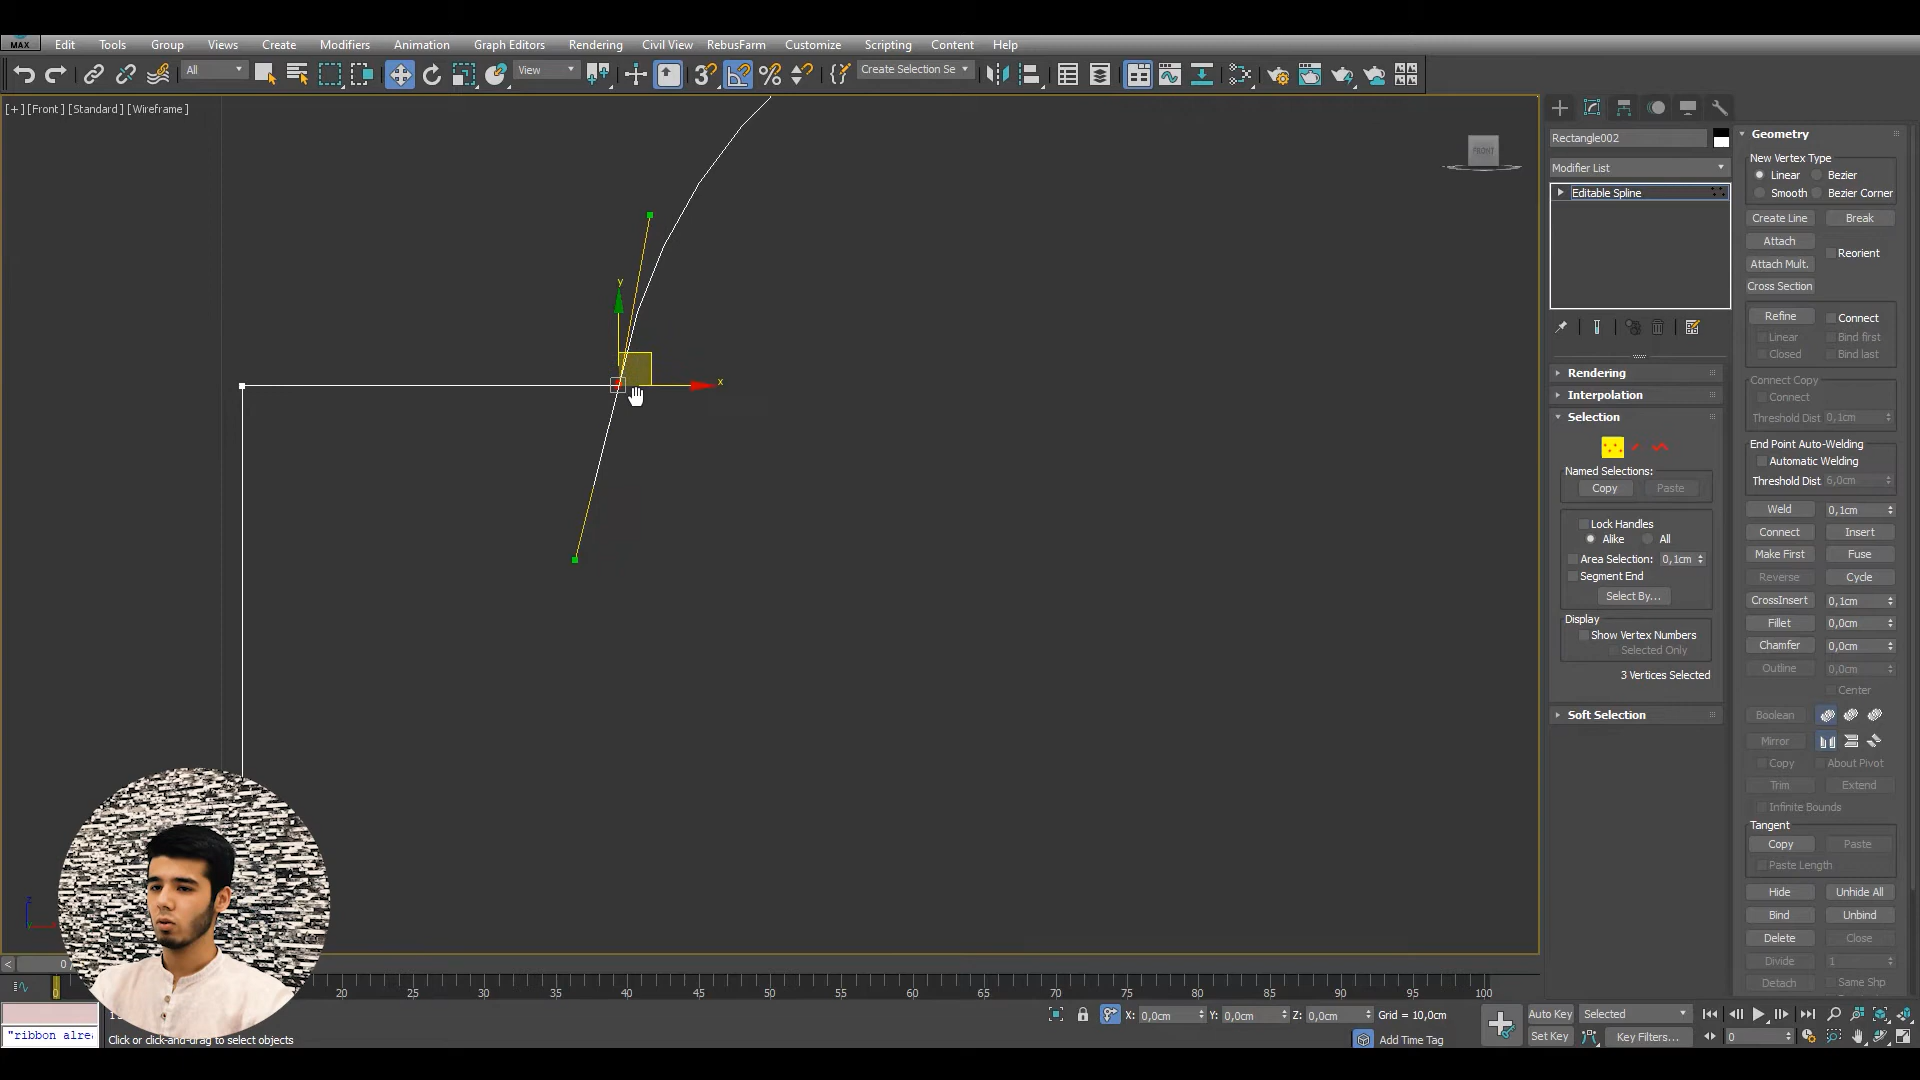 MAX
Edit Tools Group Views Create Modifiers Animation Graph Editors Rendering Civil View RebusFarm Customize Scripting Content Help
All View Create Selection Se
[+] [Front] [Standard] [Wireframe]
FRONT
y
x
Rectangle002
Modifier List
Editable Spline
Rendering
Interpolation
Selection
Named Selections:
Copy Paste
Lock Handles
Alike All
Area Selection: 0,1cm
Segment End
Select By...
Display
Show Vertex Numbers
Selected Only
3 Vertices Selected
Soft Selection
Geometry
New Vertex Type
Linear Bezier
Smooth Bezier Corner
Create Line Break
Attach
Reorient
Attach Mult.
Cross Section
Refine Connect
Linear Bind first
Closed Bind last
Connect Copy
Connect
Threshold Dist 0,1cm
End Point Auto-Welding
Automatic Welding
Threshold Dist 6,0cm
Weld 0,1cm
Connect Insert
Make First Fuse
Reverse Cycle
CrossInsert 0,1cm
Fillet 0,0cm
Chamfer 0,0cm
Outline 0,0cm
Center
Boolean
Mirror
Copy About Pivot
Trim Extend
Infinite Bounds
Tangent
Copy Paste
Paste Length
Hide Unhide All
Bind Unbind
Delete Close
Divide 1
Detach Same Shp
z
< 0
0 20 25 30 35 40 45 50 55 60 65 70 75 80 85 90 95 100
X: 0,0cm Y: 0,0cm Z: 0,0cm Grid = 10,0cm
Auto Key Selected
"ribbon alre
Click or click-and-drag to select objects
Add Time Tag
Set Key Key Filters... 0